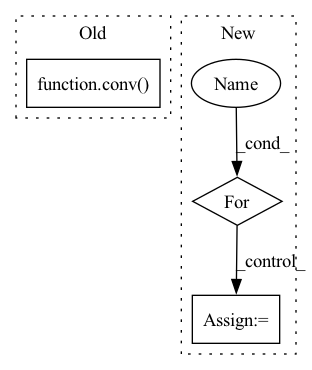 Old
New
function.conv()
Name
_cond_
For
_control_
Assign:=